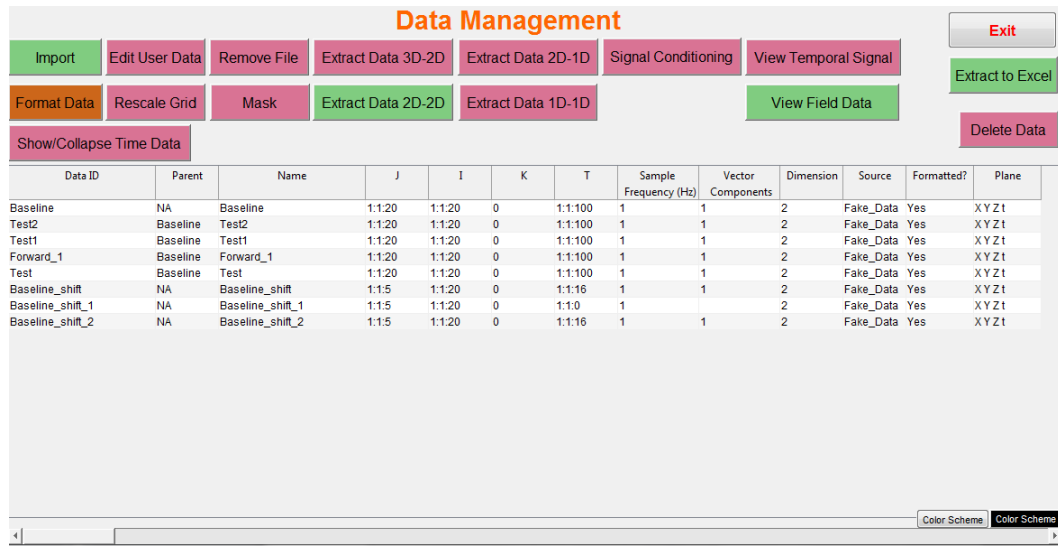 Data Management
Exit
Import Edit User Data Remove File Extract Data 3D-2D Extract Data 2D-1D Signal Conditioning View Temporal Signal
Extract to Excel
Format Data Rescale Grid Mask Extract Data 2D-2D Extract Data 1D-1D View Field Data
Delete Data
Show/Collapse Time Data
Data ID Parent Name J I K T Sample Frequency (Hz) Vector Components Dimension Source Formatted? Plane
Baseline NA Baseline 1:1:20 1:1:20 0 1:1:100 1 1 2 Fake_Data Yes X Y Z t
Test2 Baseline Test2 1:1:20 1:1:20 0 1:1:100 1 1 2 Fake_Data Yes X Y Z t
Test1 Baseline Test1 1:1:20 1:1:20 0 1:1:100 1 1 2 Fake_Data Yes X Y Z t
Forward_1 Baseline Forward_1 1:1:20 1:1:20 0 1:1:100 1 1 2 Fake_Data Yes X Y Z t
Test Baseline Test 1:1:20 1:1:20 0 1:1:100 1 1 2 Fake_Data Yes X Y Z t
Baseline_shift NA Baseline_shift 1:1:5 1:1:20 0 1:1:16 1 1 2 Fake_Data Yes X Y Z t
Baseline_shift_1 NA Baseline_shift_1 1:1:5 1:1:20 0 1:1:0 1 2 Fake_Data Yes X Y Z t
Baseline_shift_2 NA Baseline_shift_2 1:1:5 1:1:20 0 1:1:16 1 1 2 Fake_Data Yes X Y Z t
Color Scheme Color Scheme